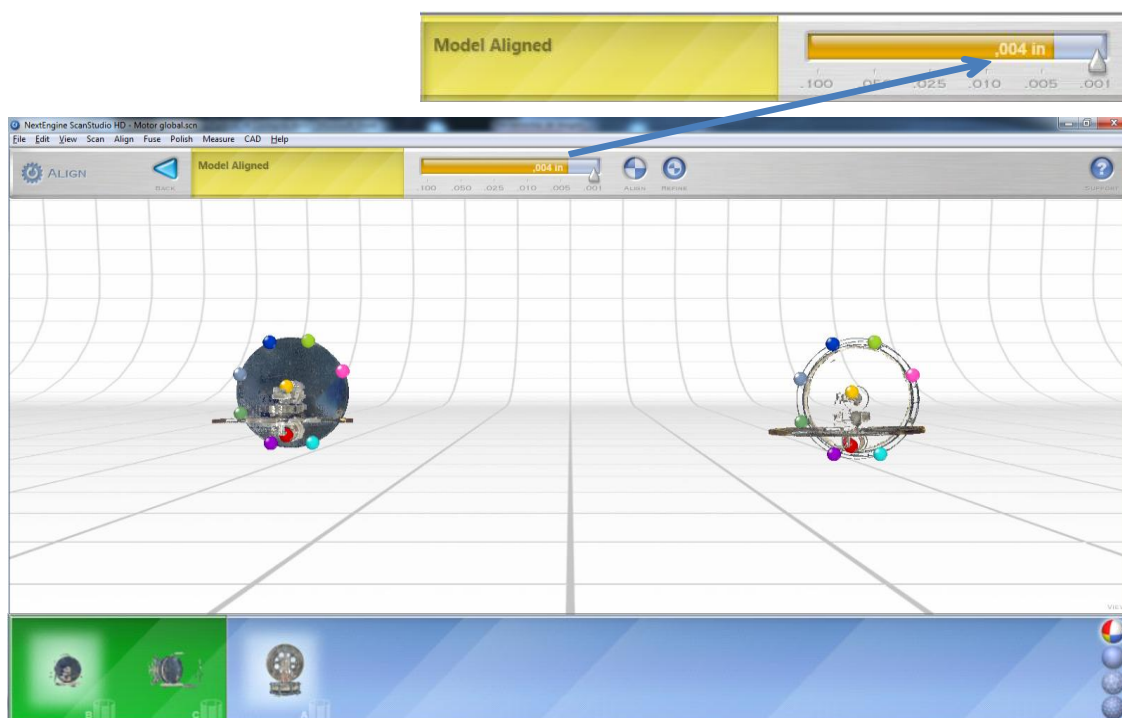 Model Aligned
,004 in
.100 .050 .025 .010 .005 .001
NextEngine ScanStudio HD - Motor global.scn
File Edit View Scan Align Fuse Polish Measure CAD Help
ALIGN
BACK
Model Aligned
,004 in
.100 .050 .025 .010 .005 .001
ALIGN REFINE
SUPPORT
VIEW
B C A